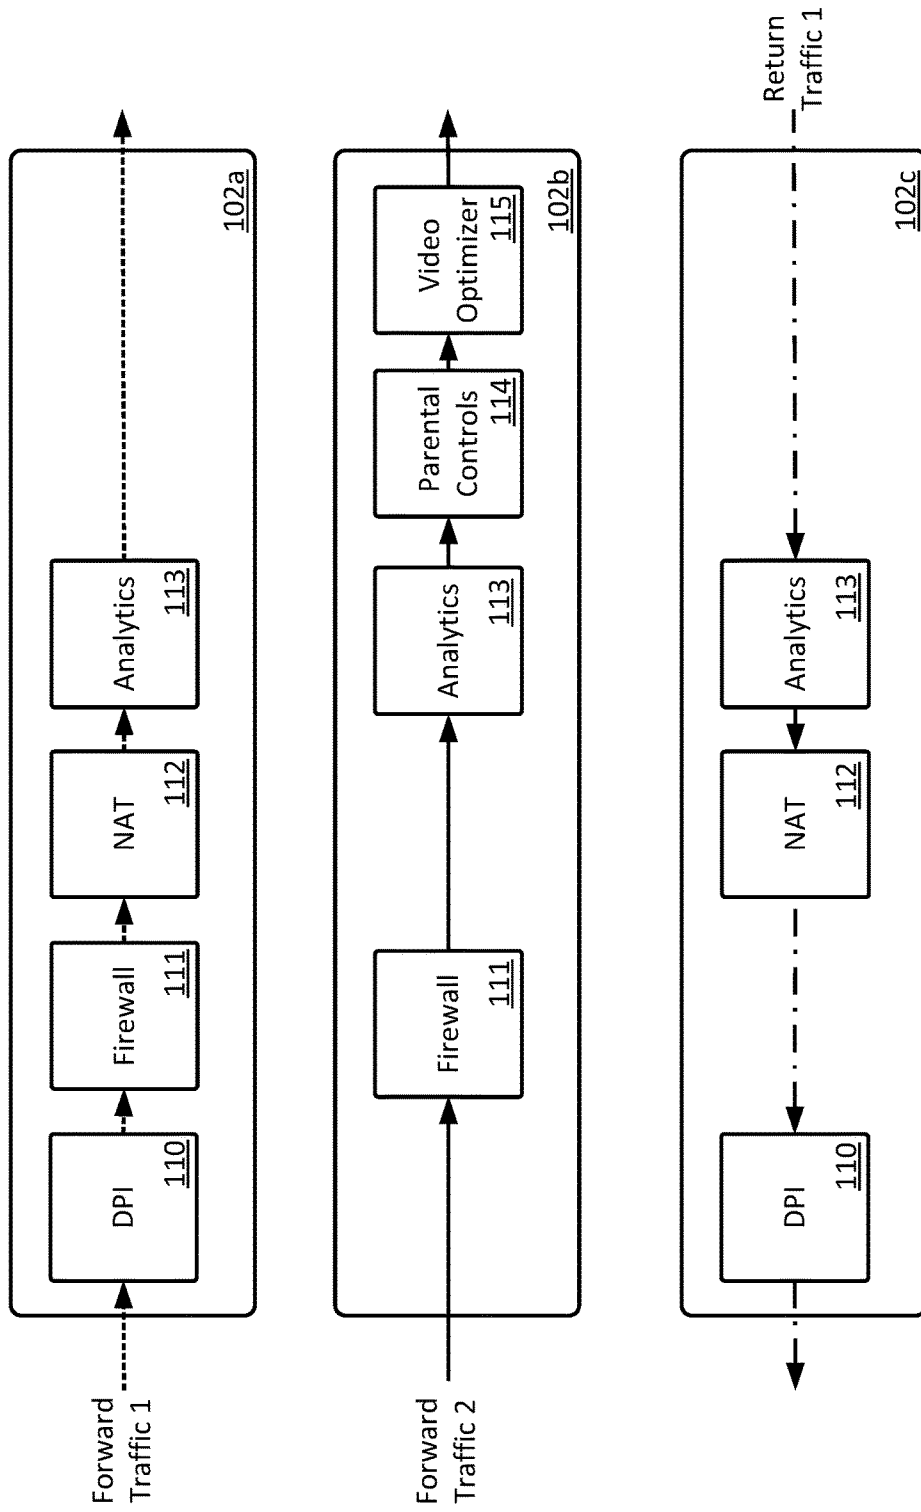 Forward
Traffic 1
DPI
110
Firewall
111
NAT
112
Analytics
113
102a
Forward
Traffic 2
Firewall
111
Analytics
113
Parental
Controls
114
Video
Optimizer
115
102b
DPI
110
NAT
112
Analytics
113
Return
Traffic 1
102c